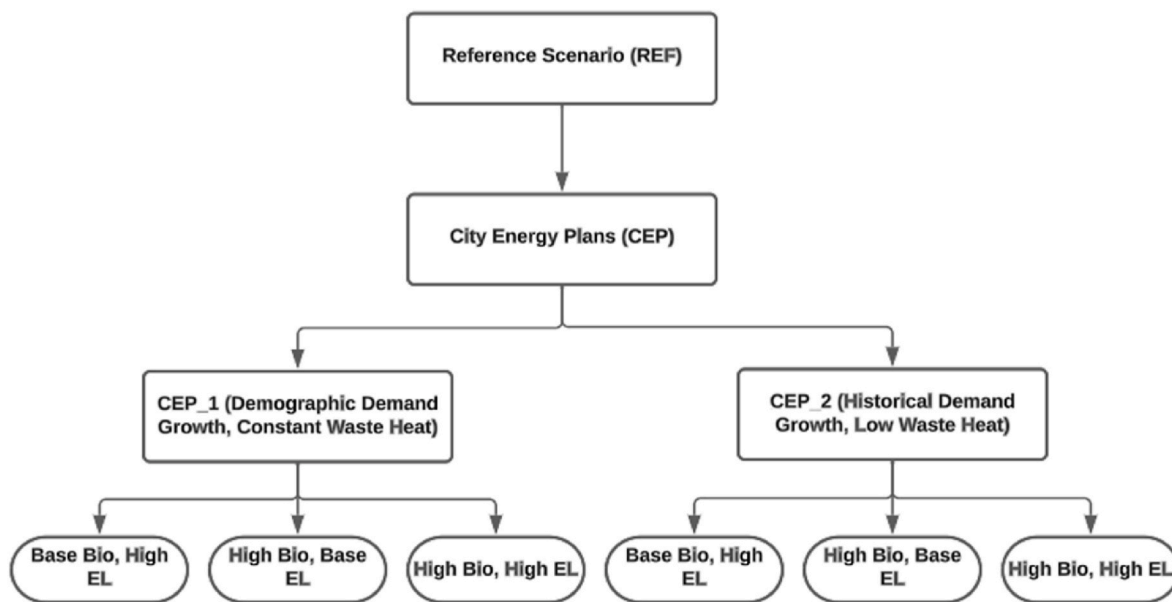 Reference Scenario (REF)
City Energy Plans (CEP)
CEP_1 (Demographic Demand
Growth, Constant Waste Heat)
CEP_2 (Historical Demand
Growth, Low Waste Heat)
Base Bio, High
EL
High Bio, Base
EL
High Bio, High EL
Base Bio, High
EL
High Bio, Base
EL
High Bio, High EL